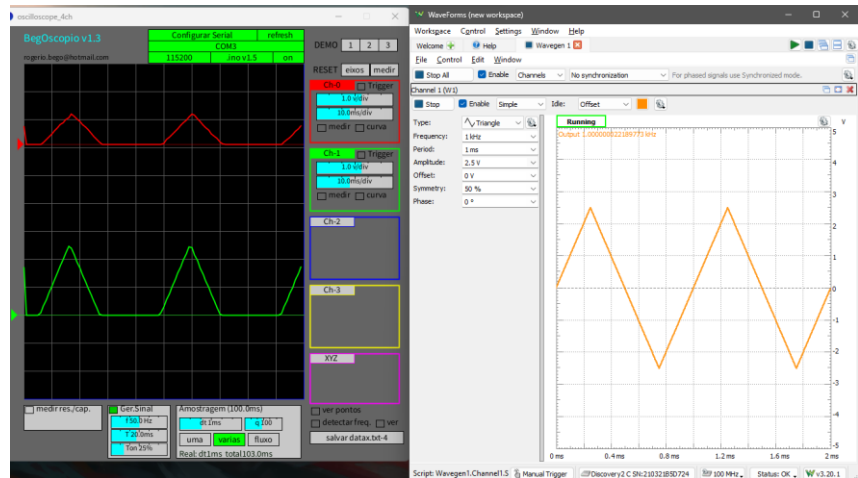 oscilloscope_4ch
BegOscopio v1.3
rogerio.bego@hotmail.com
Configurar Serial
refresh
COM3
115200
.Ino v1.5
on
DEMO 1 2 3
RESET eixos medir
Ch-0 Trigger
1.0 v/div
10.0ms/div
medir curva
Ch-1 Trigger
1.0 v/div
10.0ms/div
medir curva
Ch-2
Ch-3
XYZ
medir res./cap.
Ger.Sinal
f 50.0 Hz
T 20.0ms
Ton 25%
Amostragem (100.0ms)
dt 1ms
q 100
uma varias fluxo
Real: dt1ms total103.0ms
ver pontos
detectar freq. ver
salvar datax.txt-4
WaveForms (new workspace)
Workspace Control Settings Window Help
Welcome Help Wavegen 1
File Control Edit Window
Stop All Enable Channels No synchronization For phased signals use Synchronized mode.
Channel 1 (W1)
Stop Enable Simple Idle: Offset
Type: Triangle
Frequency: 1 kHz
Period: 1 ms
Amplitude: 2.5 V
Offset: 0 V
Symmetry: 50 %
Phase: 0 °
Running
V
Output 1.000000022189773 kHz
5
4
3
2
1
0
-1
-2
-3
-4
-5
0 ms 0.4 ms 0.8 ms 1.2 ms 1.6 ms 2 ms
Script: Wavegen1.Channel1.S Manual Trigger Discovery2 C SN:210321B5D724 100 MHz Status: OK v3.20.1